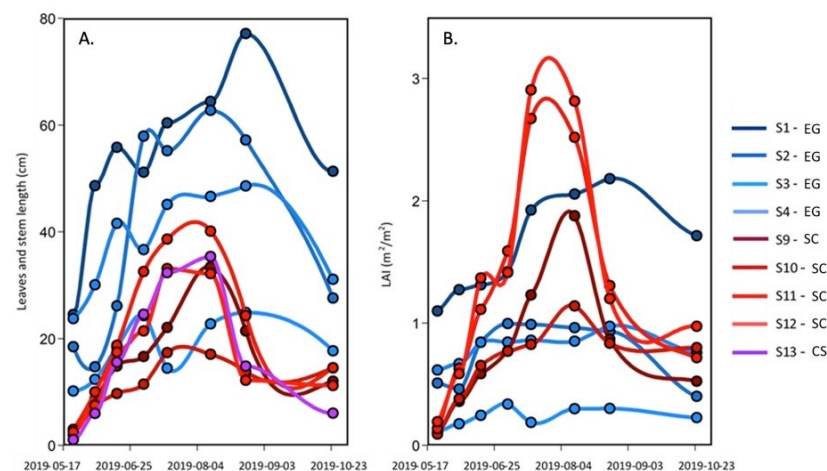 A.
B.
80
60
40
20
0
Leaves and stem length (cm)
2019-05-17 2019-06-25 2019-08-04 2019-09-03 2019-10-23
3
2
1
0
LAI (m²/m²)
2019-05-17 2019-06-25 2019-08-04 2019-09-03 2019-10-23
S1 - EG
S2 - EG
S3 - EG
S4 - EG
S9 - SC
S10 - SC
S11 - SC
S12 - SC
S13 - CS